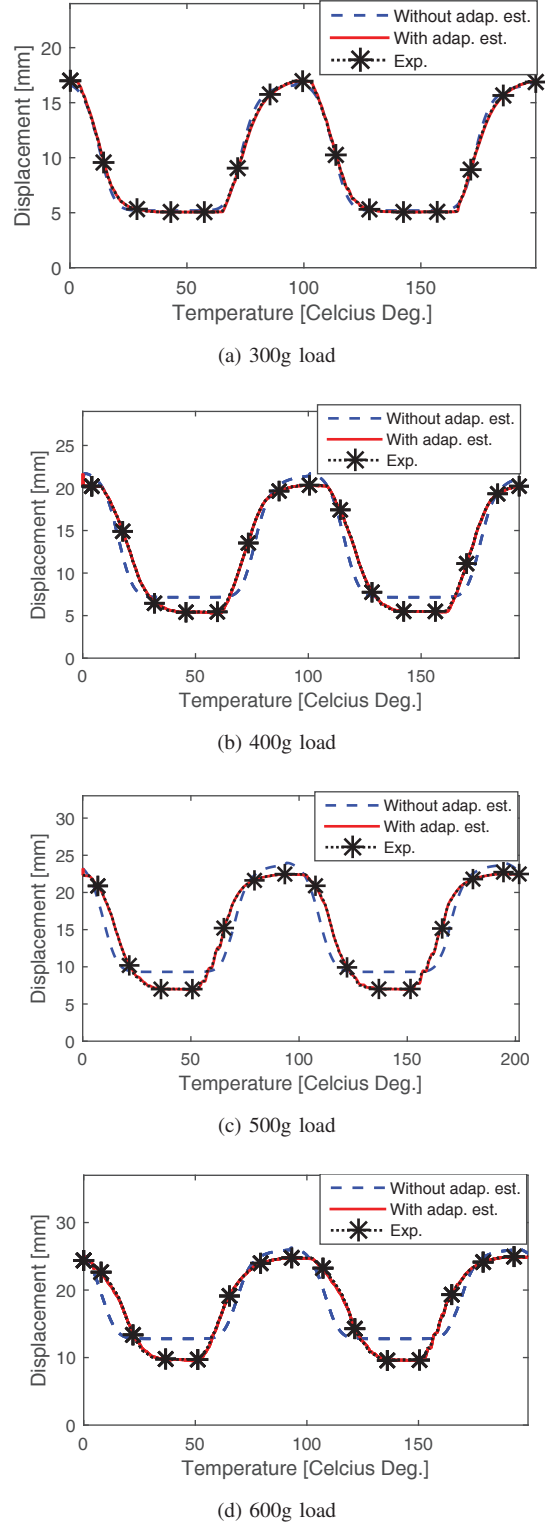 Without adap. est.
With adap. est.
Exp.
Displacement [mm]
20
15
10
5
0
0 50 100 150
Temperature [Celcius Deg.]
(a) 300g load
Without adap. est.
With adap. est.
Exp.
Displacement [mm]
25
20
15
10
5
0
0 50 100 150
Temperature [Celcius Deg.]
(b) 400g load
Without adap. est.
With adap. est.
Exp.
Displacement [mm]
30
25
20
15
10
5
0
0 50 100 150 200
Temperature [Celcius Deg.]
(c) 500g load
Without adap. est.
With adap. est.
Exp.
Displacement [mm]
30
20
10
0
0 50 100 150
Temperature [Celcius Deg.]
(d) 600g load